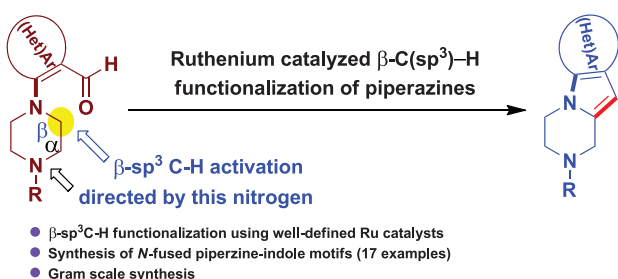 (Het)Ar
H
O
N
β
α
N
R
Ruthenium catalyzed β-C(sp³)–H
functionalization of piperazines
β-sp³ C-H activation
directed by this nitrogen
(Het)Ar
N
N
R
β-sp³C-H functionalization using well-defined Ru catalysts
Synthesis of N-fused piperzine-indole motifs (17 examples)
Gram scale synthesis